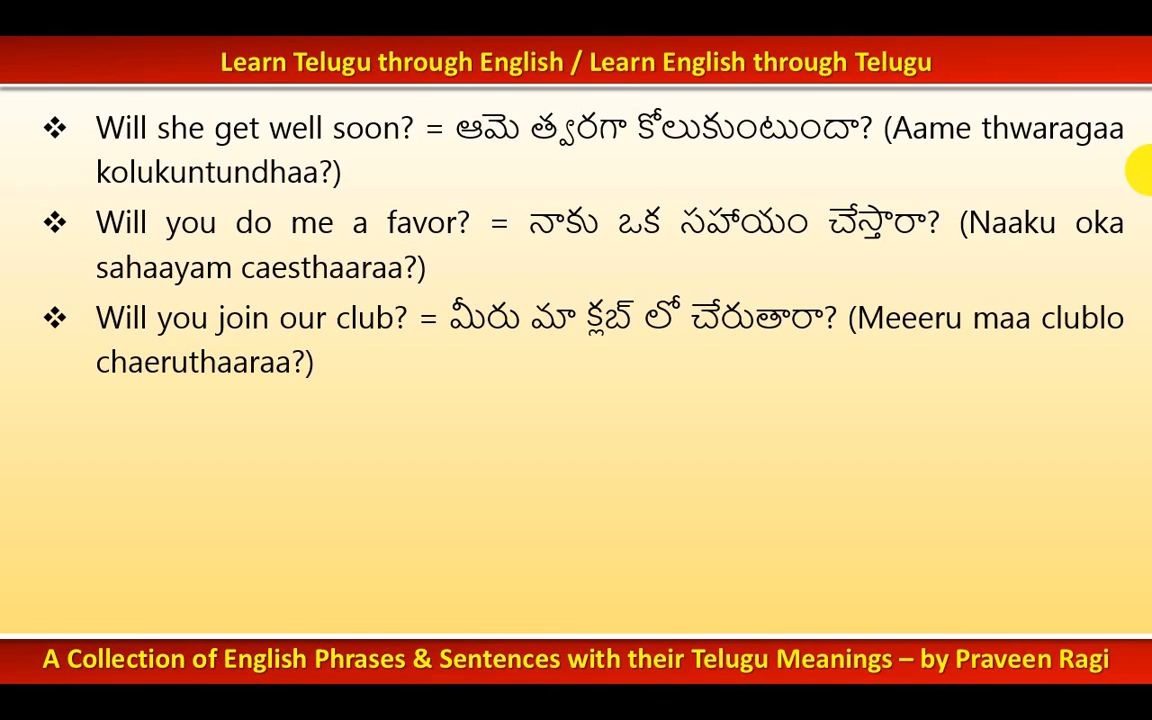 Learn Telugu through English / Learn English through Telugu
❖ Will she get well soon? = ఆమె త్వరగా కోలుకుంటుందా? (Aame thwaragaa
kolukuntundhaa?)
❖ Will you do me a favor? = నాకు ఒక సహాయం చేస్తారా? (Naaku oka
sahaayam caesthaaraa?)
❖ Will you join our club? = మీరు మా క్లబ్ లో చేరుతారా? (Meeeru maa clublo
chaeruthaaraa?)
A Collection of English Phrases & Sentences with their Telugu Meanings – by Praveen Ragi